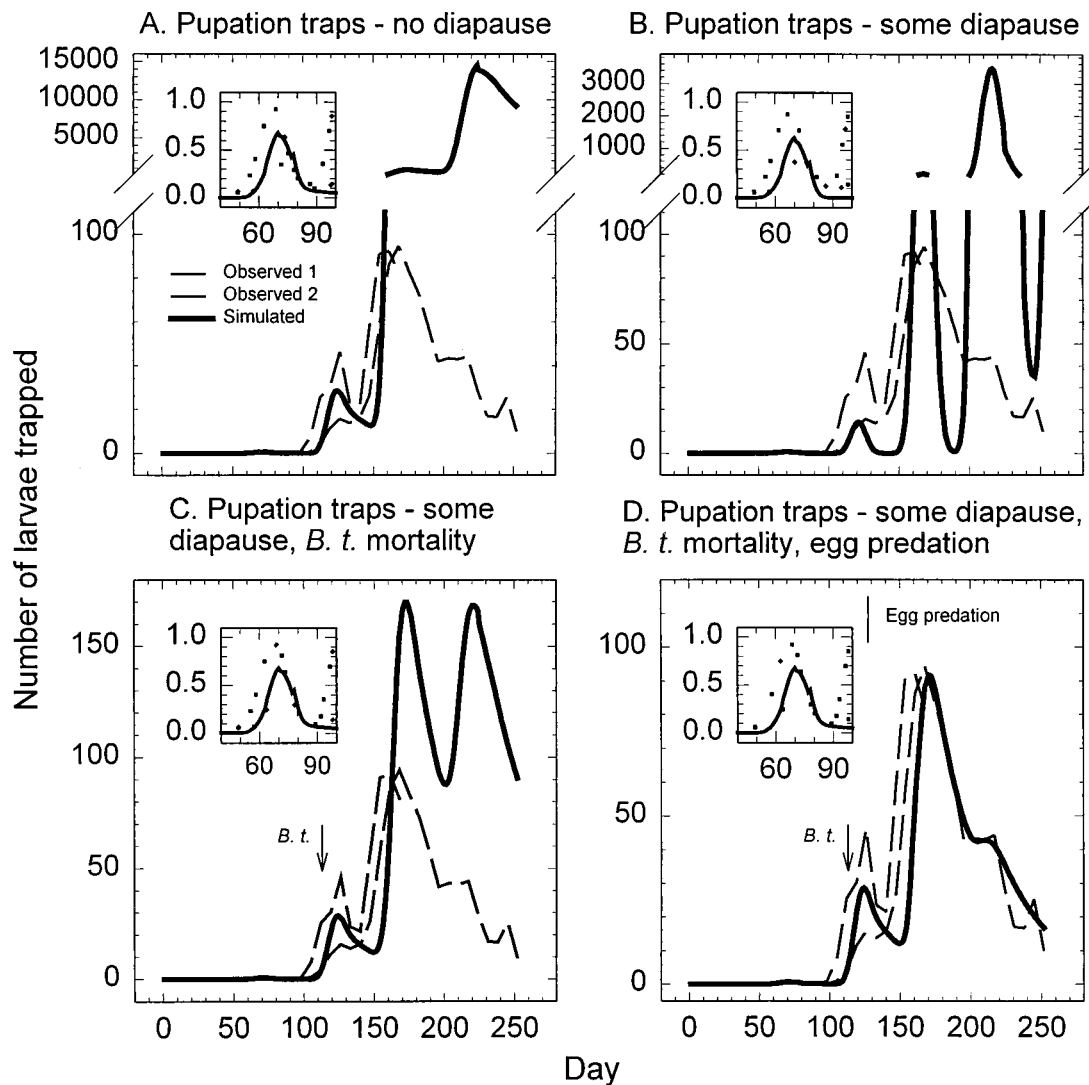 A. Pupation traps - no diapause
15000
10000
5000
1.0
0.5
0.0
60 90
100
50
0
Observed 1
Observed 2
Simulated
B. Pupation traps - some diapause
3000
2000
1000
1.0
0.5
0.0
60 90
100
50
0
Number of larvae trapped
C. Pupation traps - some
diapause, B. t. mortality
150
100
50
0
1.0
0.5
0.0
60 90
B. t.
0 50 100 150 200 250
D. Pupation traps - some diapause,
B. t. mortality, egg predation
Egg predation
100
50
0
1.0
0.5
0.0
60 90
B. t.
0 50 100 150 200 250
Day